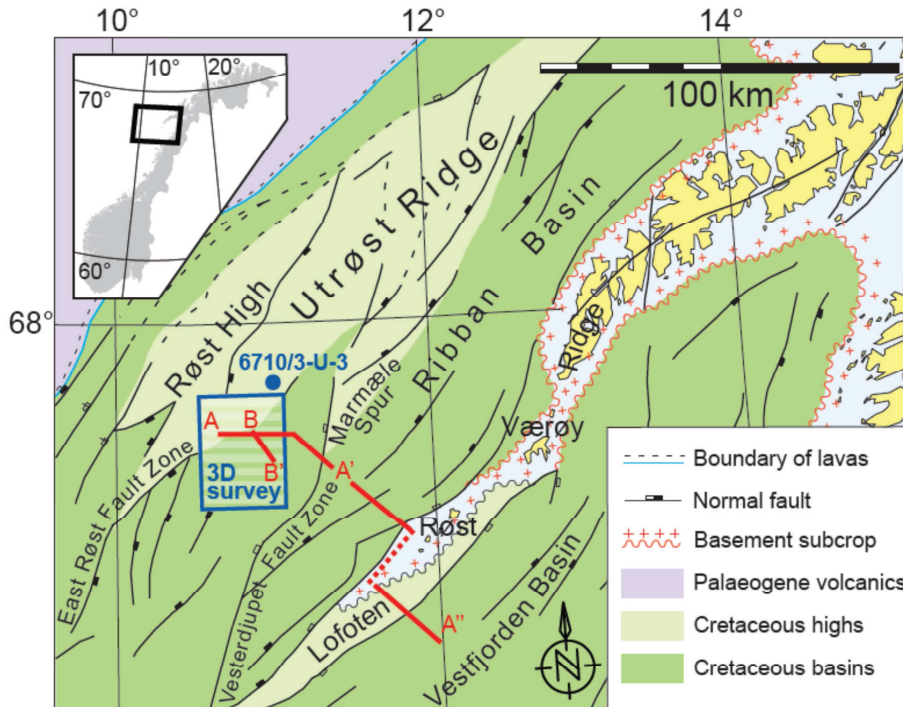 10°
12°
14°
10°
20°
70°
60°
100 km
68°
Utrøst Ridge
Røst High
Ribban Basin
Marmæle
Spur
6710/3-U-3
A
B
B'
3D
survey
A'
A''
East Røst Fault Zone
Vesterdjupet Fault Zone
Ridge
Værøy
Røst
Lofoten
Vestfjorden Basin
N
Boundary of lavas
Normal fault
Basement subcrop
Palaeogene volcanics
Cretaceous highs
Cretaceous basins